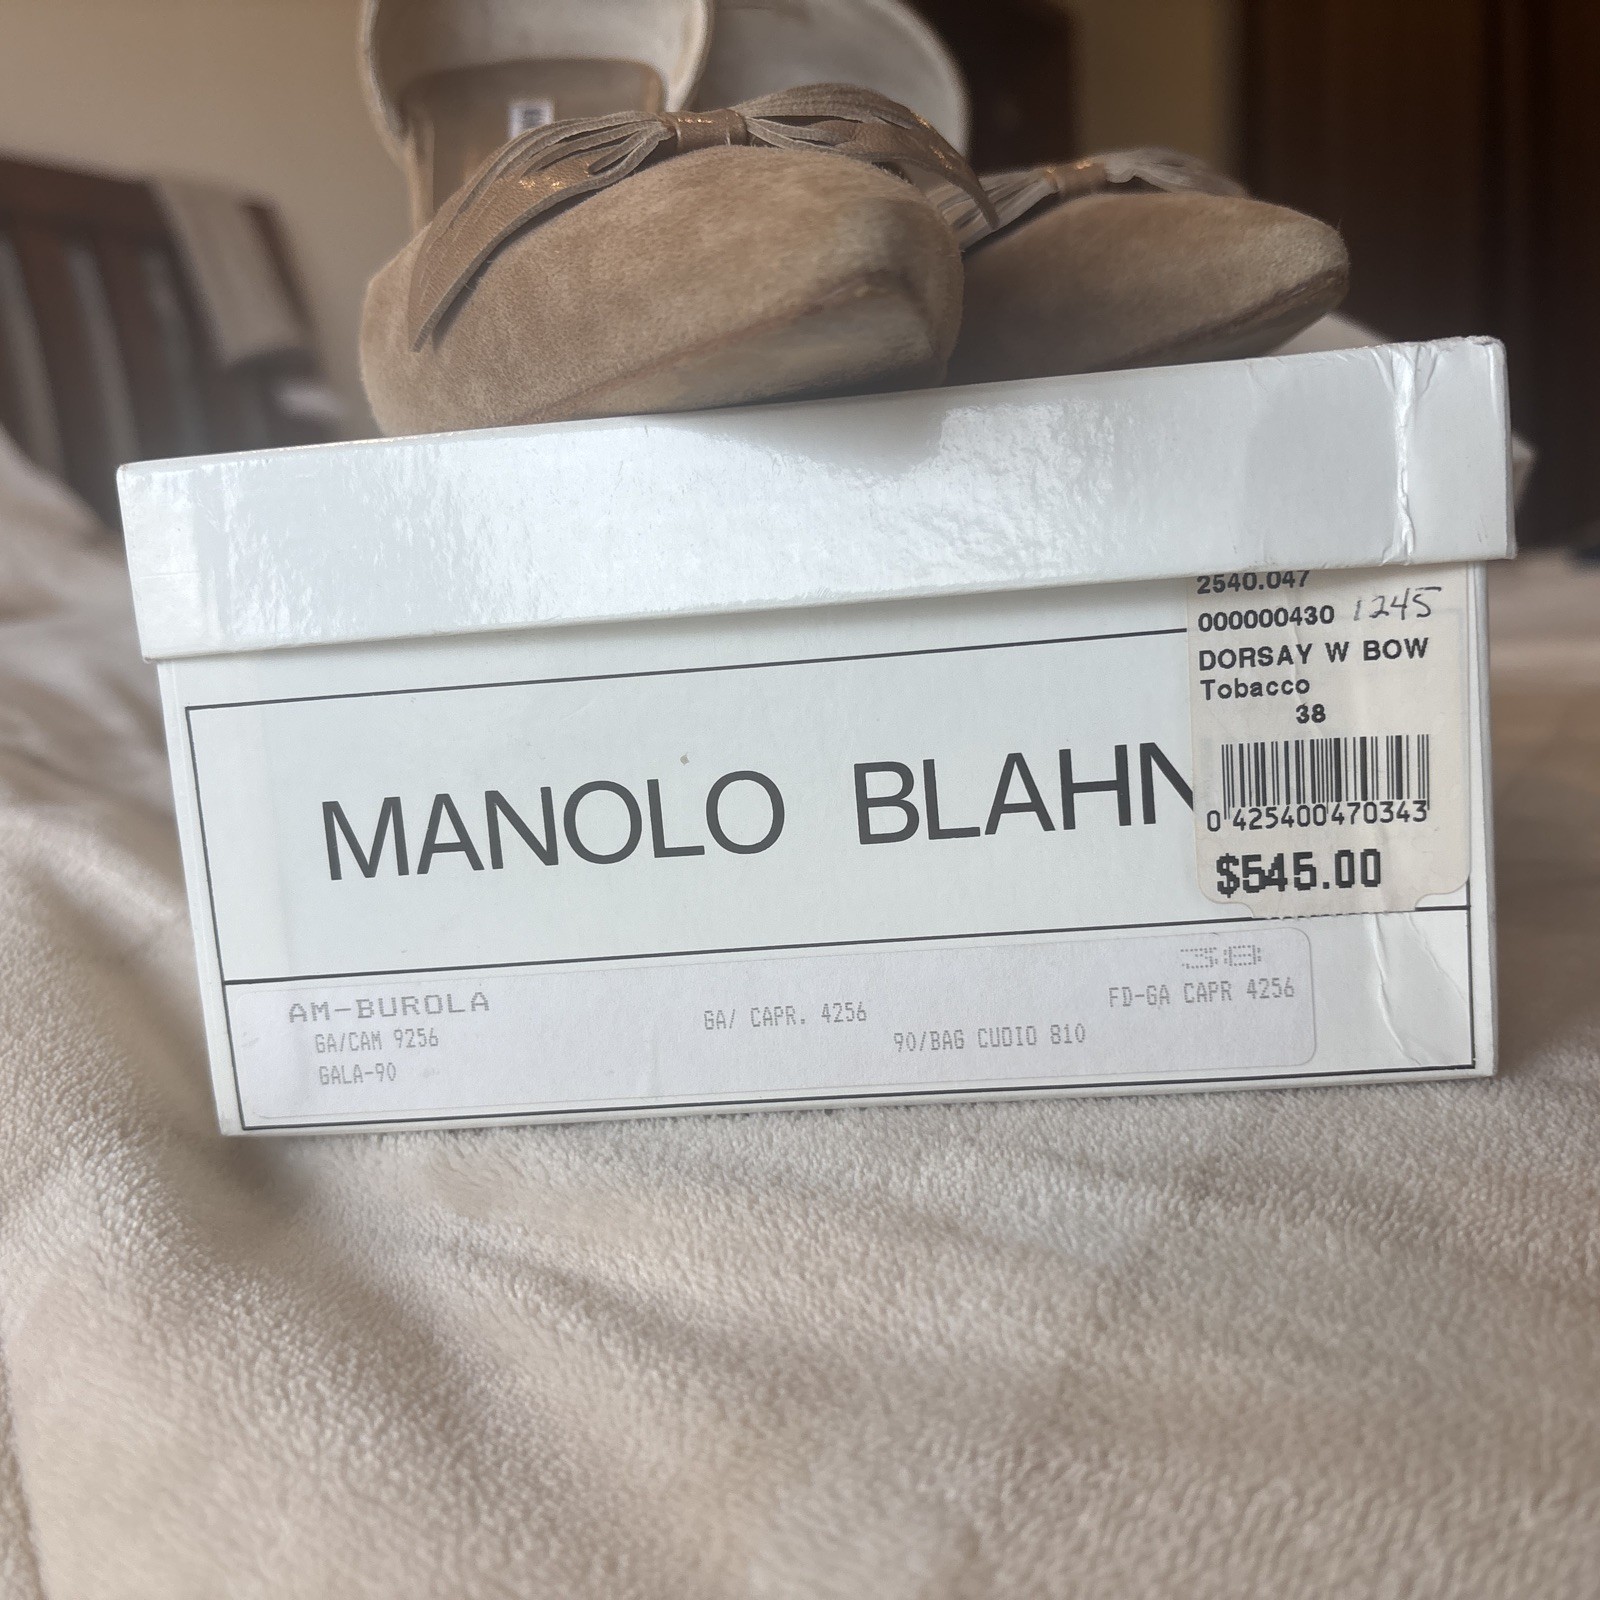 2540.047
000000430 1245
DORSAY W BOW
Tobacco
38
0 425400470343
$545.00
MANOLO BLAHN
38
AM-BUROLA
GA/CAM 9256
GALA-90
GA/ CAPR. 4256
FD-GA CAPR 4256
90/BAG CUOIO 810